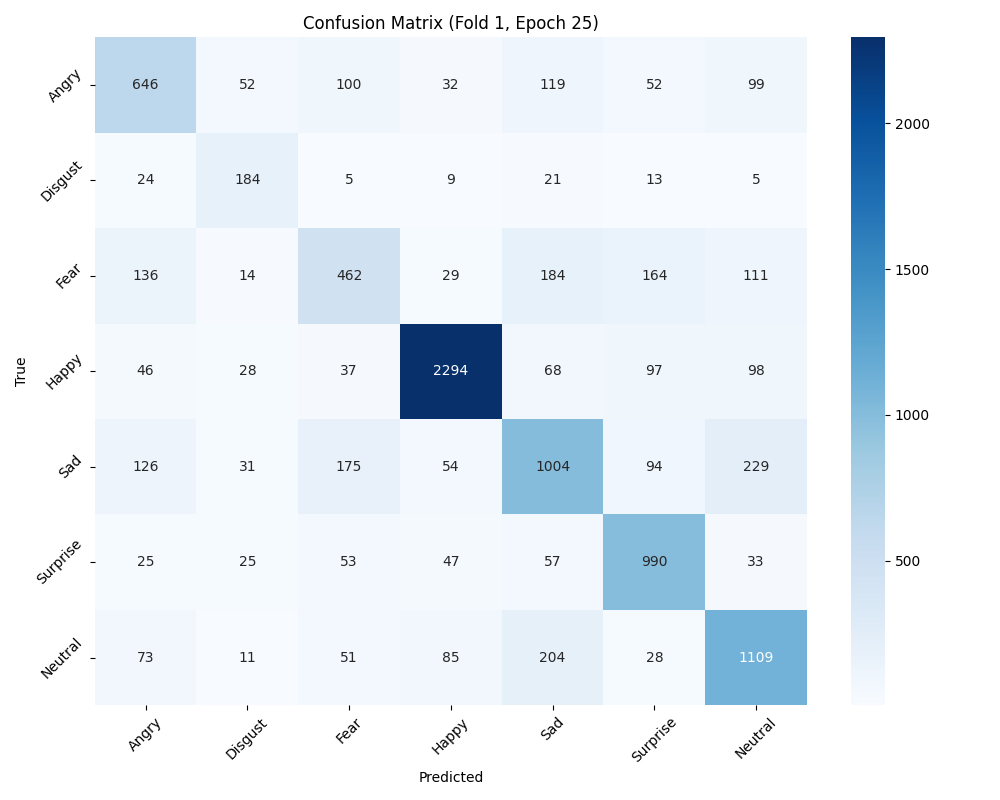 Confusion Matrix (Fold 1, Epoch 25)
True
Angry 646 52 100 32 119 52 99
Disgust 24 184 5 9 21 13 5
Fear 136 14 462 29 184 164 111
Happy 46 28 37 2294 68 97 98
Sad 126 31 175 54 1004 94 229
Surprise 25 25 53 47 57 990 33
Neutral 73 11 51 85 204 28 1109
Angry Disgust Fear Happy Sad Surprise Neutral
Predicted
2000
1500
1000
500